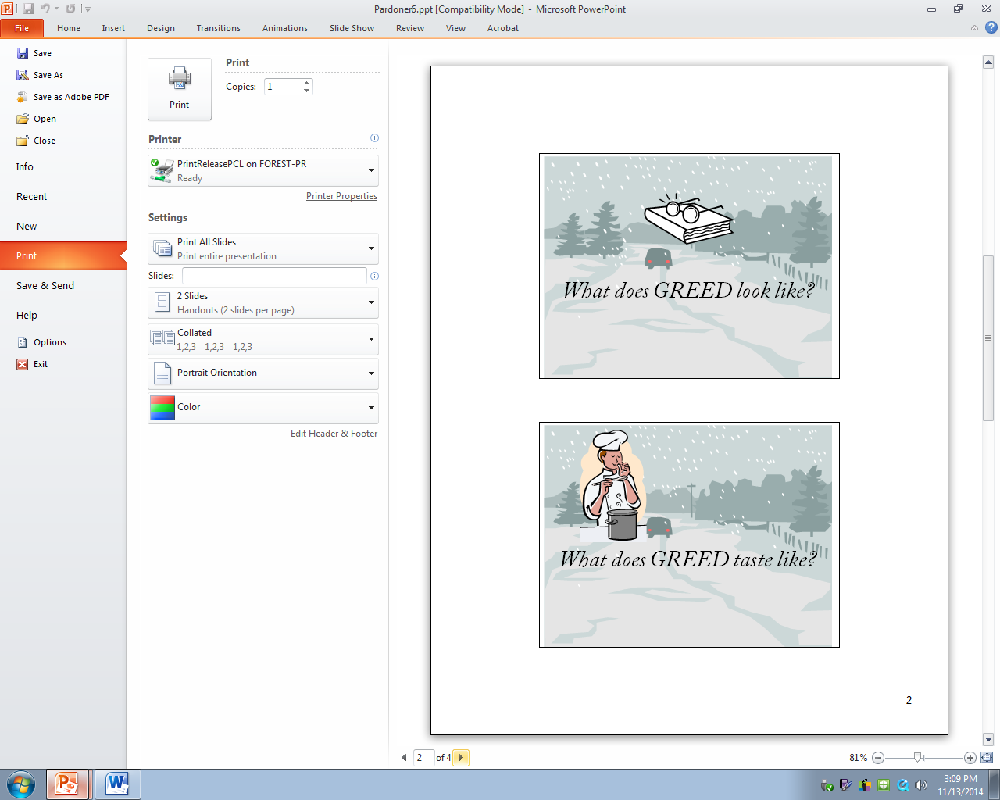 Pardoner6.ppt [Compatibility Mode] - Microsoft PowerPoint
File Home Insert Design Transitions Animations Slide Show Review View Acrobat
Save
Save As
Save as Adobe PDF
Open
Close
Info
Recent
New
Print
Save & Send
Help
Options
Exit
Print
Print
Copies: 1
Printer
PrintReleasePCL on FOREST-PR
Ready
Printer Properties
Settings
Print All Slides
Print entire presentation
Slides:
2 Slides
Handouts (2 slides per page)
Collated
1,2,3 1,2,3 1,2,3
Portrait Orientation
Color
Edit Header & Footer
What does GREED look like?
What does GREED taste like?
2
2 of 4
81%
3:09 PM
11/13/2014